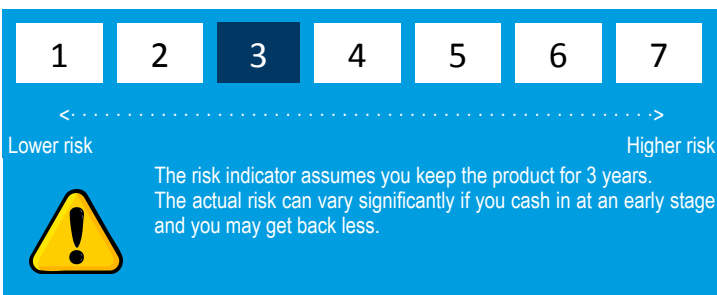 1 2 3 4 5 6 7
<· · · · · · · · · · · · · · · · · · · · · · · · · · · · · · · · · · · · · · · · · · · · · · · · · · · ·>
Lower risk Higher risk
The risk indicator assumes you keep the product for 3 years.
The actual risk can vary significantly if you cash in at an early stage
and you may get back less.
!